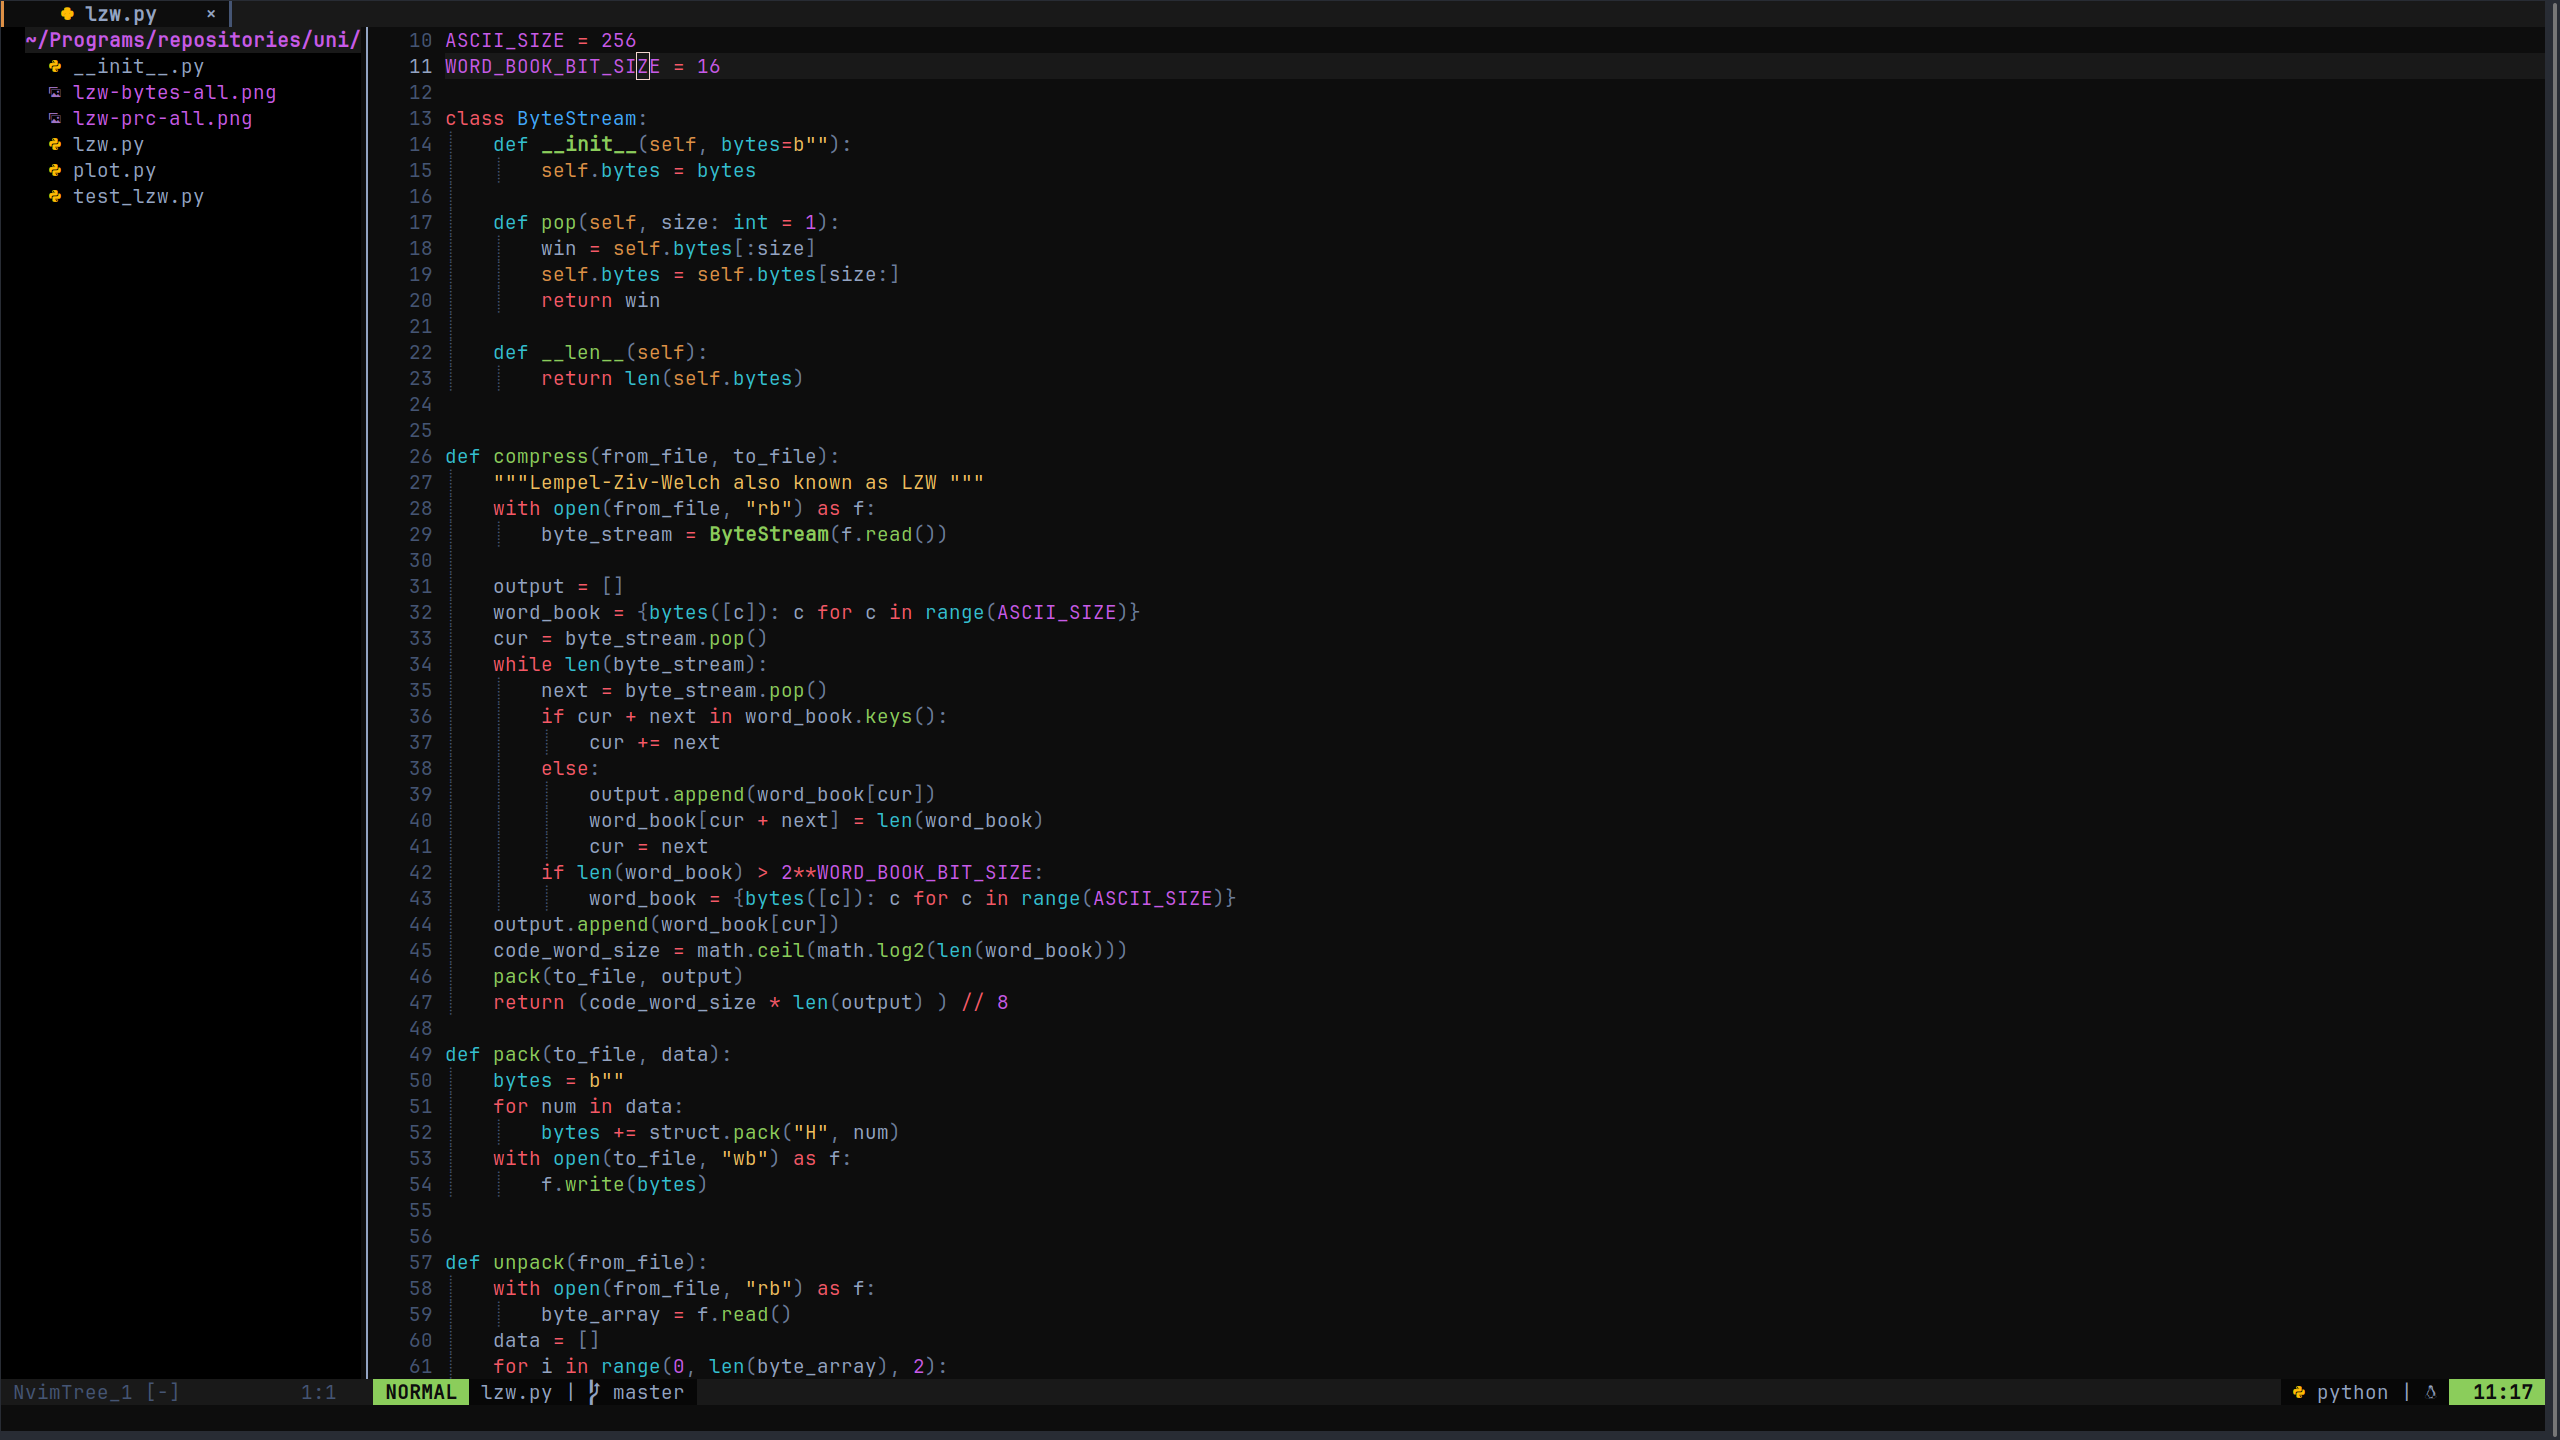 lzw.py ×
~/Programs/repositories/uni/
__init__.py
lzw-bytes-all.png
lzw-prc-all.png
lzw.py
plot.py
test_lzw.py
10 ASCII_SIZE = 256
11 WORD_BOOK_BIT_SIZE = 16
12
13 class ByteStream:
14     def __init__(self, bytes=b""):
15         self.bytes = bytes
16
17     def pop(self, size: int = 1):
18         win = self.bytes[:size]
19         self.bytes = self.bytes[size:]
20         return win
21
22     def __len__(self):
23         return len(self.bytes)
24
25
26 def compress(from_file, to_file):
27     """Lempel-Ziv-Welch also known as LZW """
28     with open(from_file, "rb") as f:
29         byte_stream = ByteStream(f.read())
30
31     output = []
32     word_book = {bytes([c]): c for c in range(ASCII_SIZE)}
33     cur = byte_stream.pop()
34     while len(byte_stream):
35         next = byte_stream.pop()
36         if cur + next in word_book.keys():
37             cur += next
38         else:
39             output.append(word_book[cur])
40             word_book[cur + next] = len(word_book)
41             cur = next
42         if len(word_book) > 2**WORD_BOOK_BIT_SIZE:
43             word_book = {bytes([c]): c for c in range(ASCII_SIZE)}
44     output.append(word_book[cur])
45     code_word_size = math.ceil(math.log2(len(word_book)))
46     pack(to_file, output)
47     return (code_word_size * len(output) ) // 8
48
49 def pack(to_file, data):
50     bytes = b""
51     for num in data:
52         bytes += struct.pack("H", num)
53     with open(to_file, "wb") as f:
54         f.write(bytes)
55
56
57 def unpack(from_file):
58     with open(from_file, "rb") as f:
59         byte_array = f.read()
60     data = []
61     for i in range(0, len(byte_array), 2):
NvimTree_1 [-] 1:1 NORMAL lzw.py | master python | 11:17